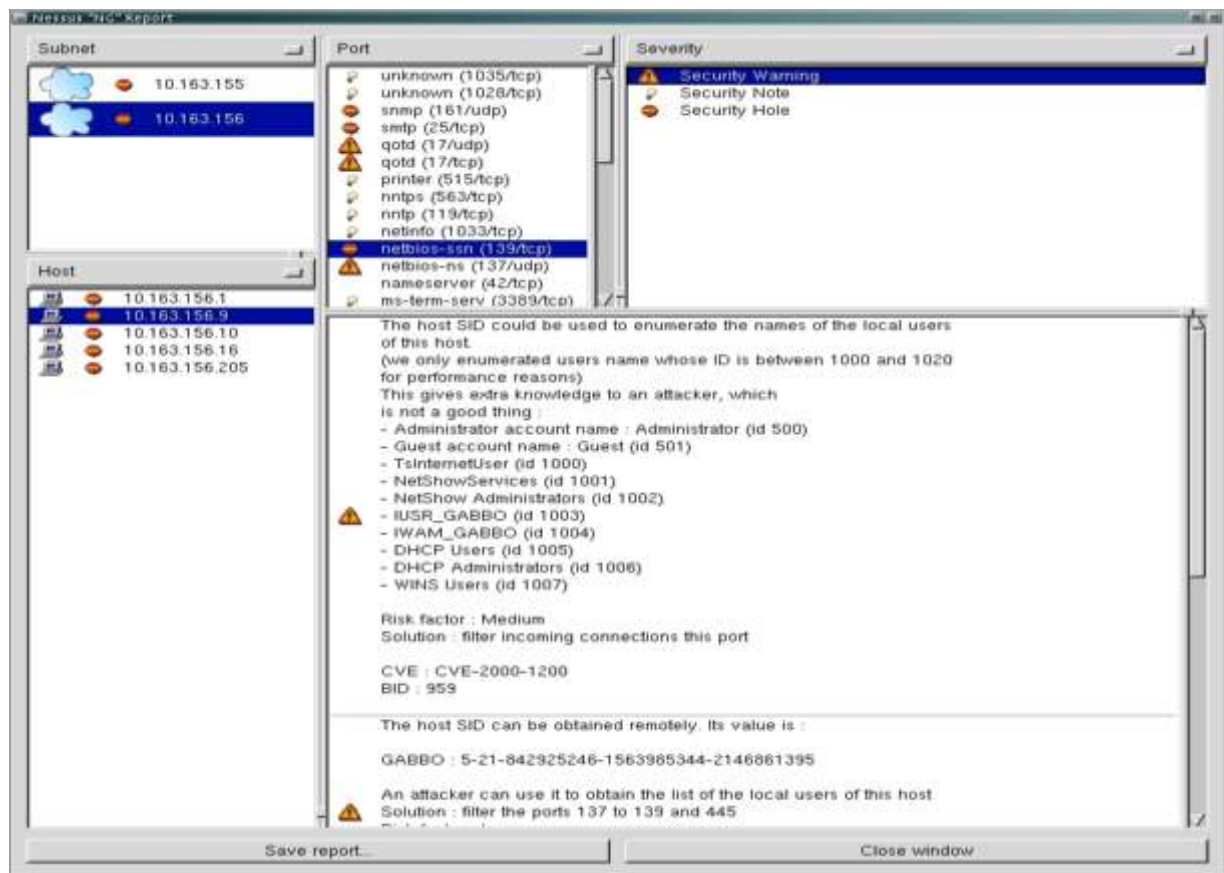 Nessus "NG" Report
Subnet
10.163.155
10.163.156
Host
10.163.156.1
10.163.156.9
10.163.156.10
10.163.156.16
10.163.156.205
Port
unknown (1035/tcp)
unknown (1028/tcp)
snmp (161/udp)
smtp (25/tcp)
qotd (17/udp)
qotd (17/tcp)
printer (515/tcp)
nntps (563/tcp)
nntp (119/tcp)
netinfo (1033/tcp)
netbios-ssn (139/tcp)
netbios-ns (137/udp)
nameserver (42/tcp)
ms-term-serv (3389/tcp)
Severity
Security Warning
Security Note
Security Hole
The host SID could be used to enumerate the names of the local users
of this host.
(we only enumerated users name whose ID is between 1000 and 1020
for performance reasons)
This gives extra knowledge to an attacker, which
is not a good thing :
- Administrator account name : Administrator (id 500)
- Guest account name : Guest (id 501)
- TsInternetUser (id 1000)
- NetShowServices (id 1001)
- NetShow Administrators (id 1002)
- IUSR_GABBO (id 1003)
- IWAM_GABBO (id 1004)
- DHCP Users (id 1005)
- DHCP Administrators (id 1006)
- WINS Users (id 1007)
Risk factor : Medium
Solution : filter incoming connections this port
CVE : CVE-2000-1200
BID : 959
The host SID can be obtained remotely. Its value is :
GABBO : 5-21-842925246-1563985344-2146861395
An attacker can use it to obtain the list of the local users of this host
Solution : filter the ports 137 to 139 and 445
Save report...
Close window